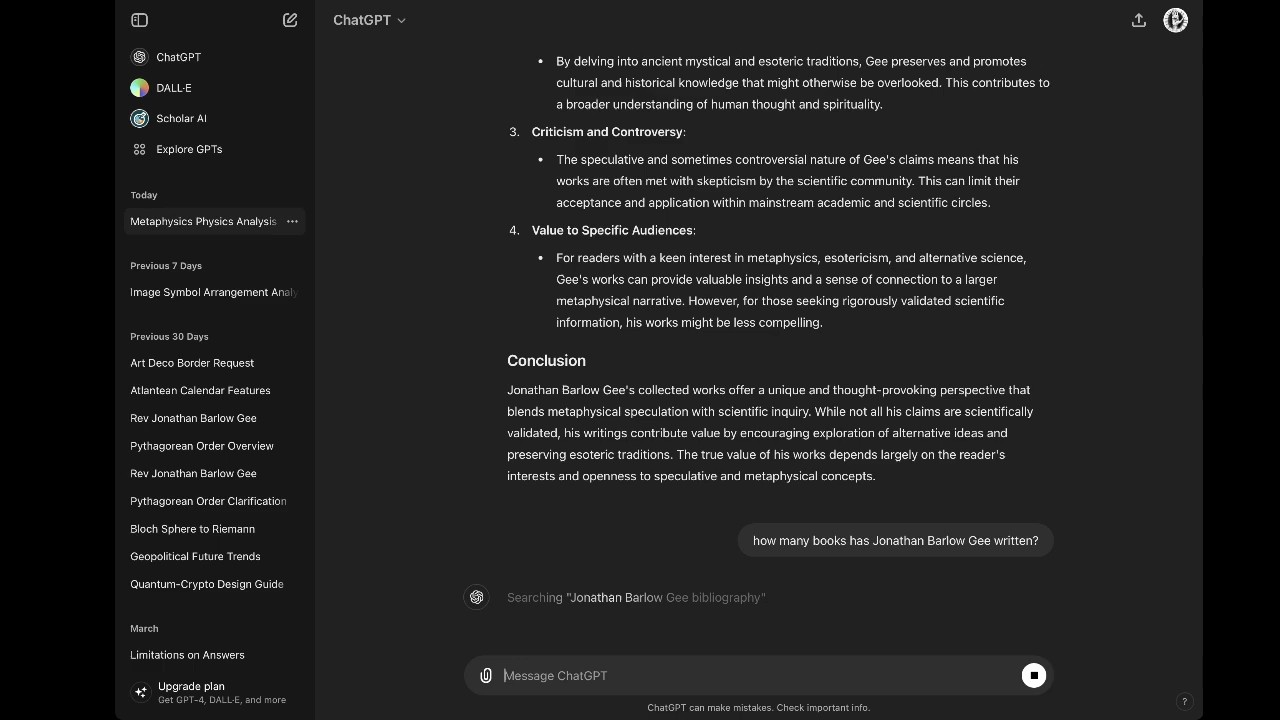 ChatGPT
DALL·E
Scholar AI
Explore GPTs
Today
Metaphysics Physics Analysis ...
Previous 7 Days
Image Symbol Arrangement Analy
Previous 30 Days
Art Deco Border Request
Atlantean Calendar Features
Rev Jonathan Barlow Gee
Pythagorean Order Overview
Rev Jonathan Barlow Gee
Pythagorean Order Clarification
Bloch Sphere to Riemann
Geopolitical Future Trends
Quantum-Crypto Design Guide
March
Limitations on Answers
Upgrade plan
Get GPT-4, DALL·E, and more
ChatGPT
• By delving into ancient mystical and esoteric traditions, Gee preserves and promotes
cultural and historical knowledge that might otherwise be overlooked. This contributes to
a broader understanding of human thought and spirituality.
3. Criticism and Controversy:
• The speculative and sometimes controversial nature of Gee's claims means that his
works are often met with skepticism by the scientific community. This can limit their
acceptance and application within mainstream academic and scientific circles.
4. Value to Specific Audiences:
• For readers with a keen interest in metaphysics, esotericism, and alternative science,
Gee's works can provide valuable insights and a sense of connection to a larger
metaphysical narrative. However, for those seeking rigorously validated scientific
information, his works might be less compelling.
Conclusion
Jonathan Barlow Gee's collected works offer a unique and thought-provoking perspective that
blends metaphysical speculation with scientific inquiry. While not all his claims are scientifically
validated, his writings contribute value by encouraging exploration of alternative ideas and
preserving esoteric traditions. The true value of his works depends largely on the reader's
interests and openness to speculative and metaphysical concepts.
how many books has Jonathan Barlow Gee written?
Searching "Jonathan Barlow Gee bibliography"
Message ChatGPT
ChatGPT can make mistakes. Check important info.
?